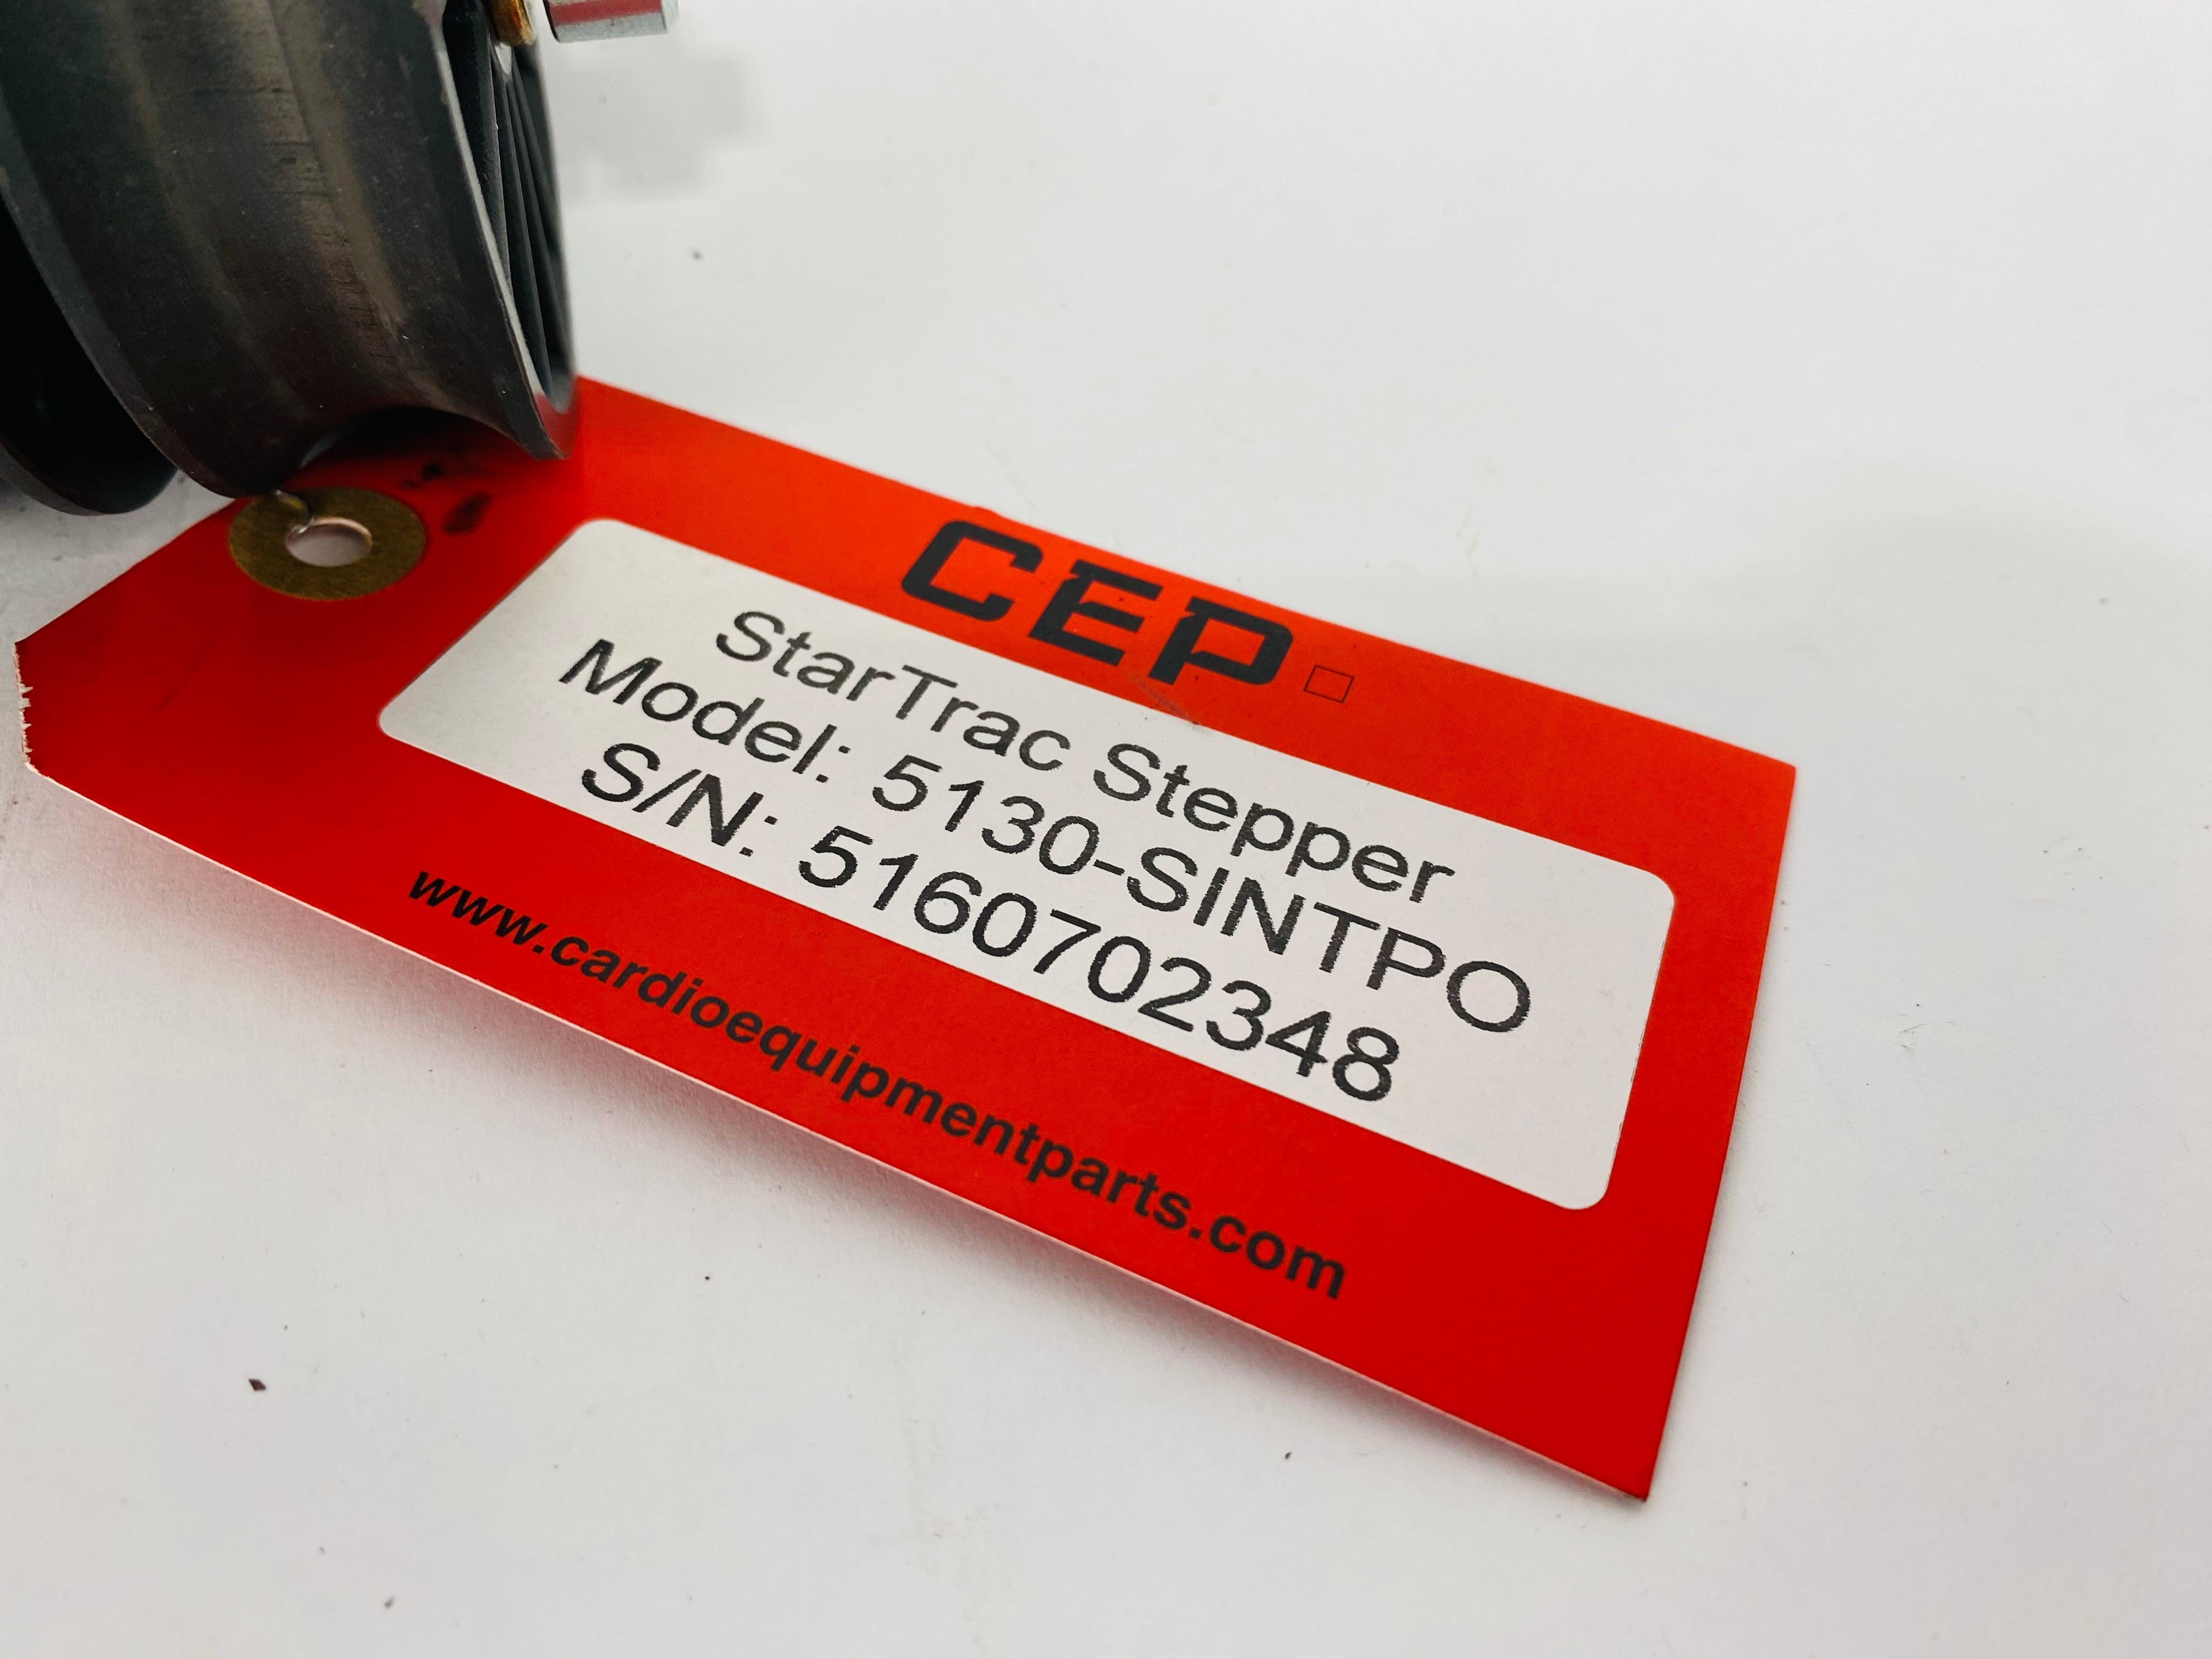 CEP
StarTrac Stepper
Model: 5130-SINTPO
S/N: 5160702348
www.cardioequipmentparts.com